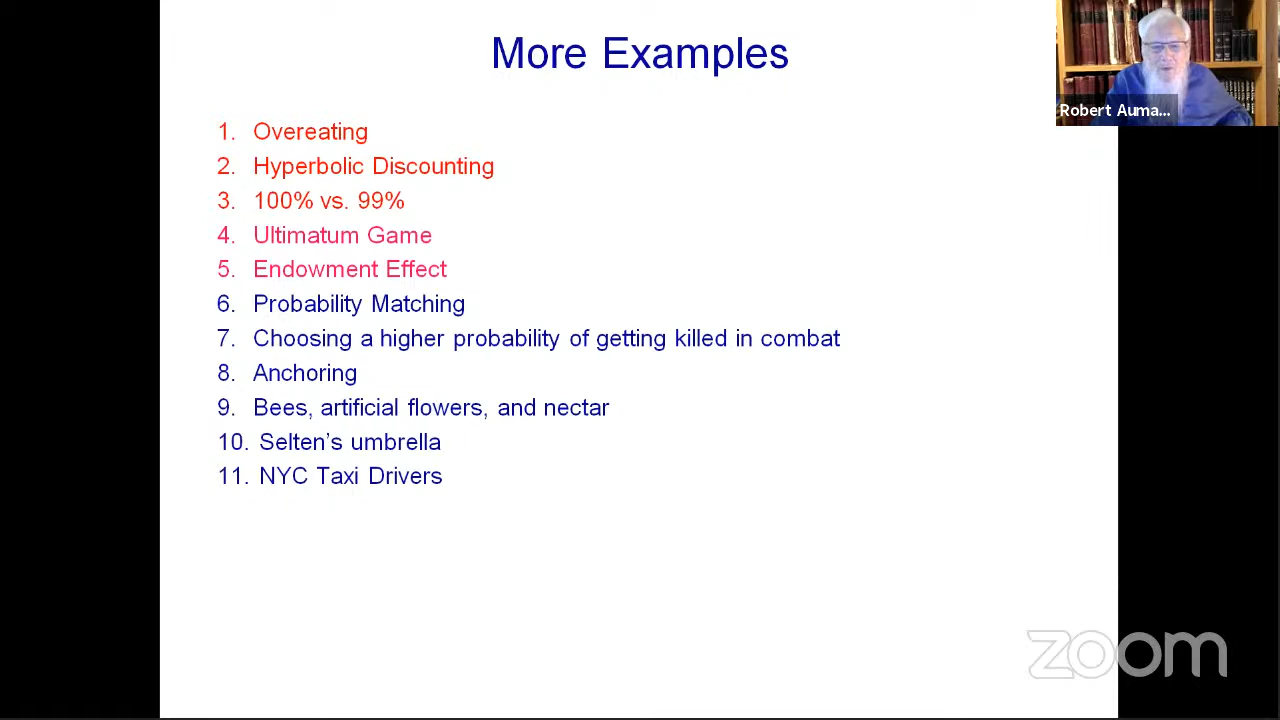 More Examples
Robert Auma...
1. Overeating
2. Hyperbolic Discounting
3. 100% vs. 99%
4. Ultimatum Game
5. Endowment Effect
6. Probability Matching
7. Choosing a higher probability of getting killed in combat
8. Anchoring
9. Bees, artificial flowers, and nectar
10. Selten’s umbrella
11. NYC Taxi Drivers
zoom